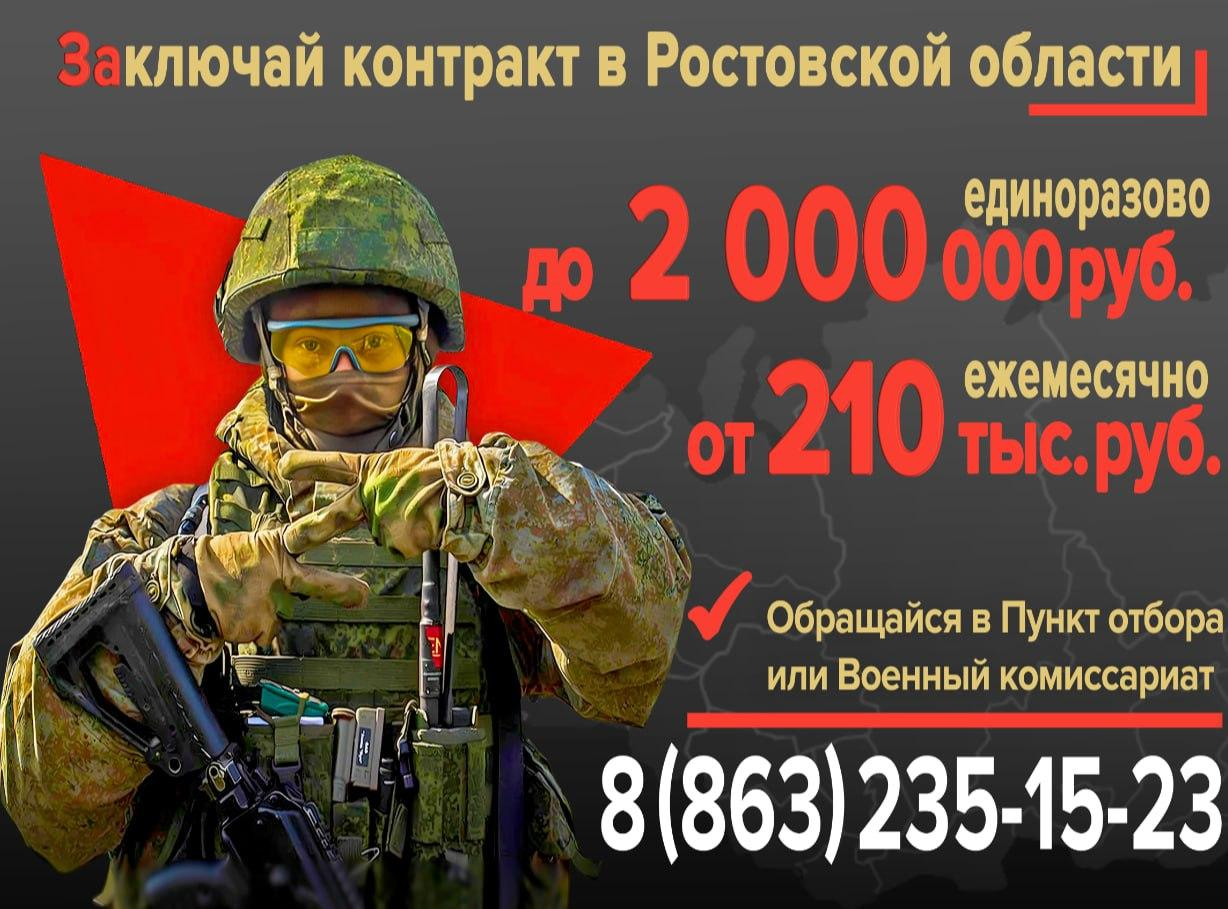 Заключай контракт в Ростовской области
единоразово
до 2 000 000 руб.
ежемесячно
от 210 тыс. руб.
Обращайся в Пункт отбора
или Военный комиссариат
8 (863) 235-15-23